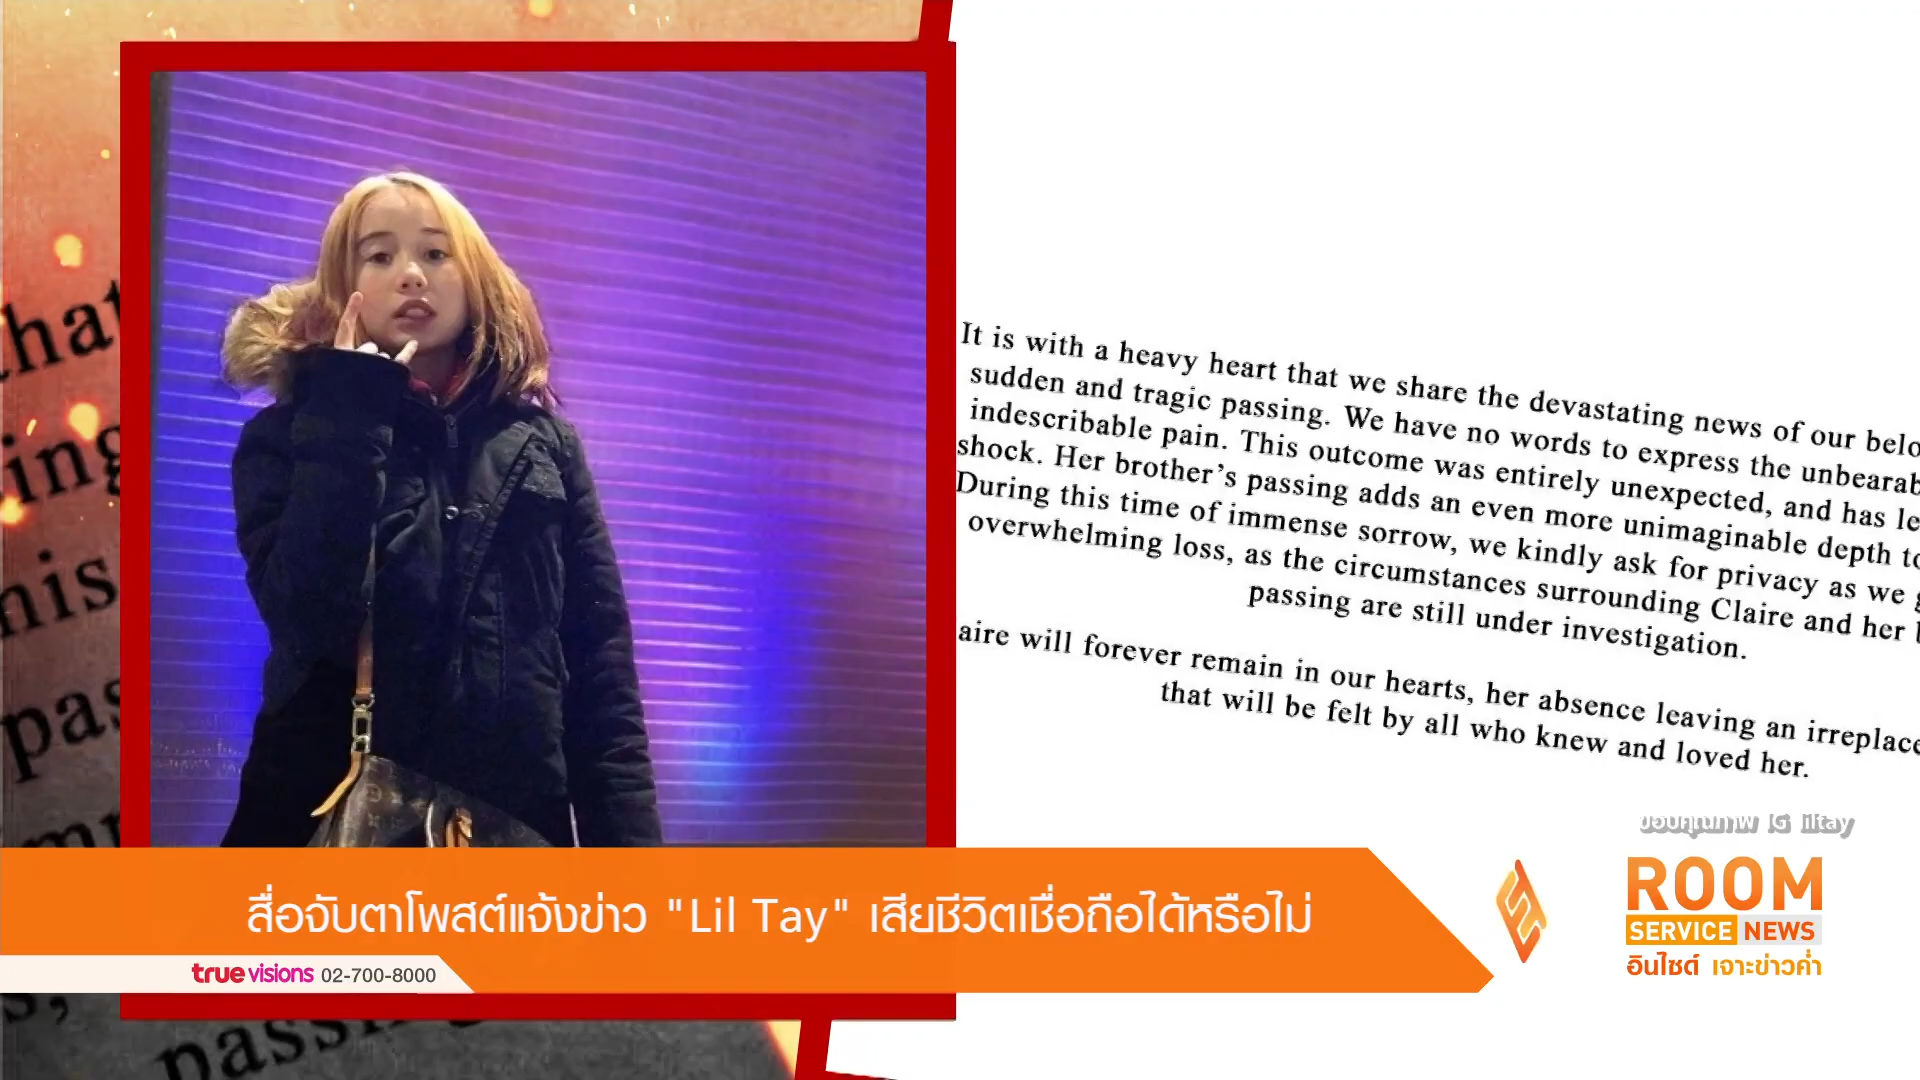 hat
ing
nis
pas
passing
It is with a heavy heart that we share the devastating news of our belo
sudden and tragic passing. We have no words to express the unbearab
indescribable pain. This outcome was entirely unexpected, and has le
shock. Her brother's passing adds an even more unimaginable depth to
During this time of immense sorrow, we kindly ask for privacy as we g
overwhelming loss, as the circumstances surrounding Claire and her b
passing are still under investigation.
aire will forever remain in our hearts, her absence leaving an irreplace
that will be felt by all who knew and loved her.
ขอบคุณภาพ IG liltay
สื่อจับตาโพสต์แจ้งข่าว "Lil Tay" เสียชีวิตเชื่อถือได้หรือไม่
true visions 02-700-8000
ROOM
SERVICE NEWS
อินไซด์ เจาะข่าวค่ำ